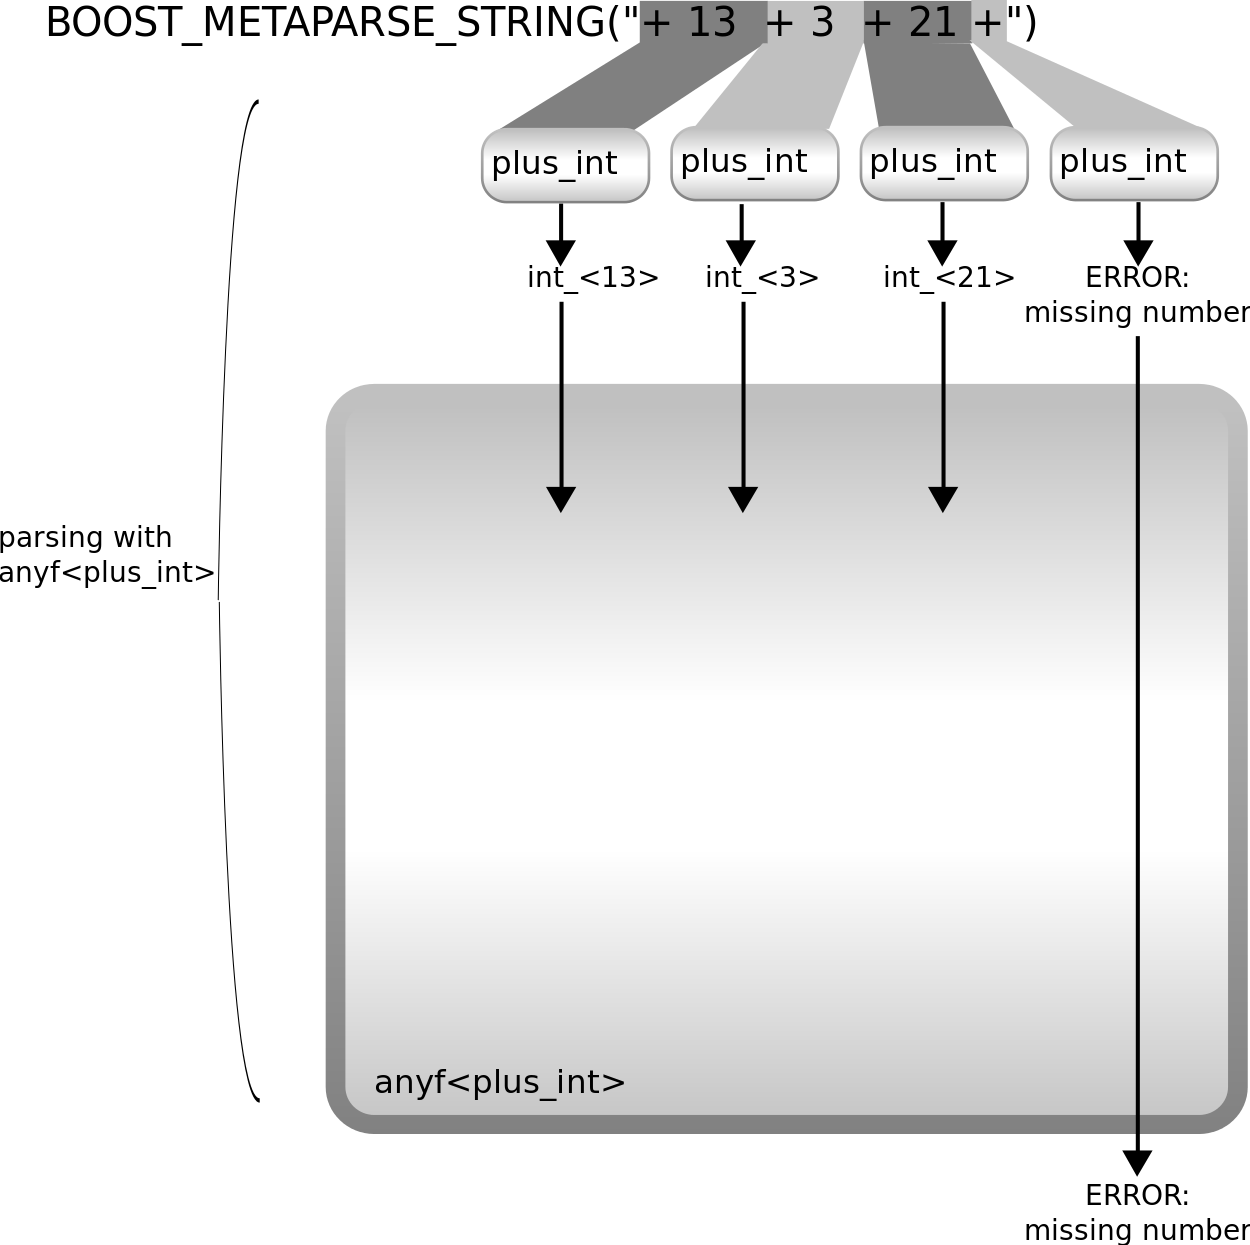 BOOST_METAPARSE_STRING("+ 13 + 3 + 21 +")
plus_int plus_int plus_int plus_int
int_<13> int_<3> int_<21> ERROR:
missing number
parsing with
anyf<plus_int>
anyf<plus_int>
ERROR:
missing number